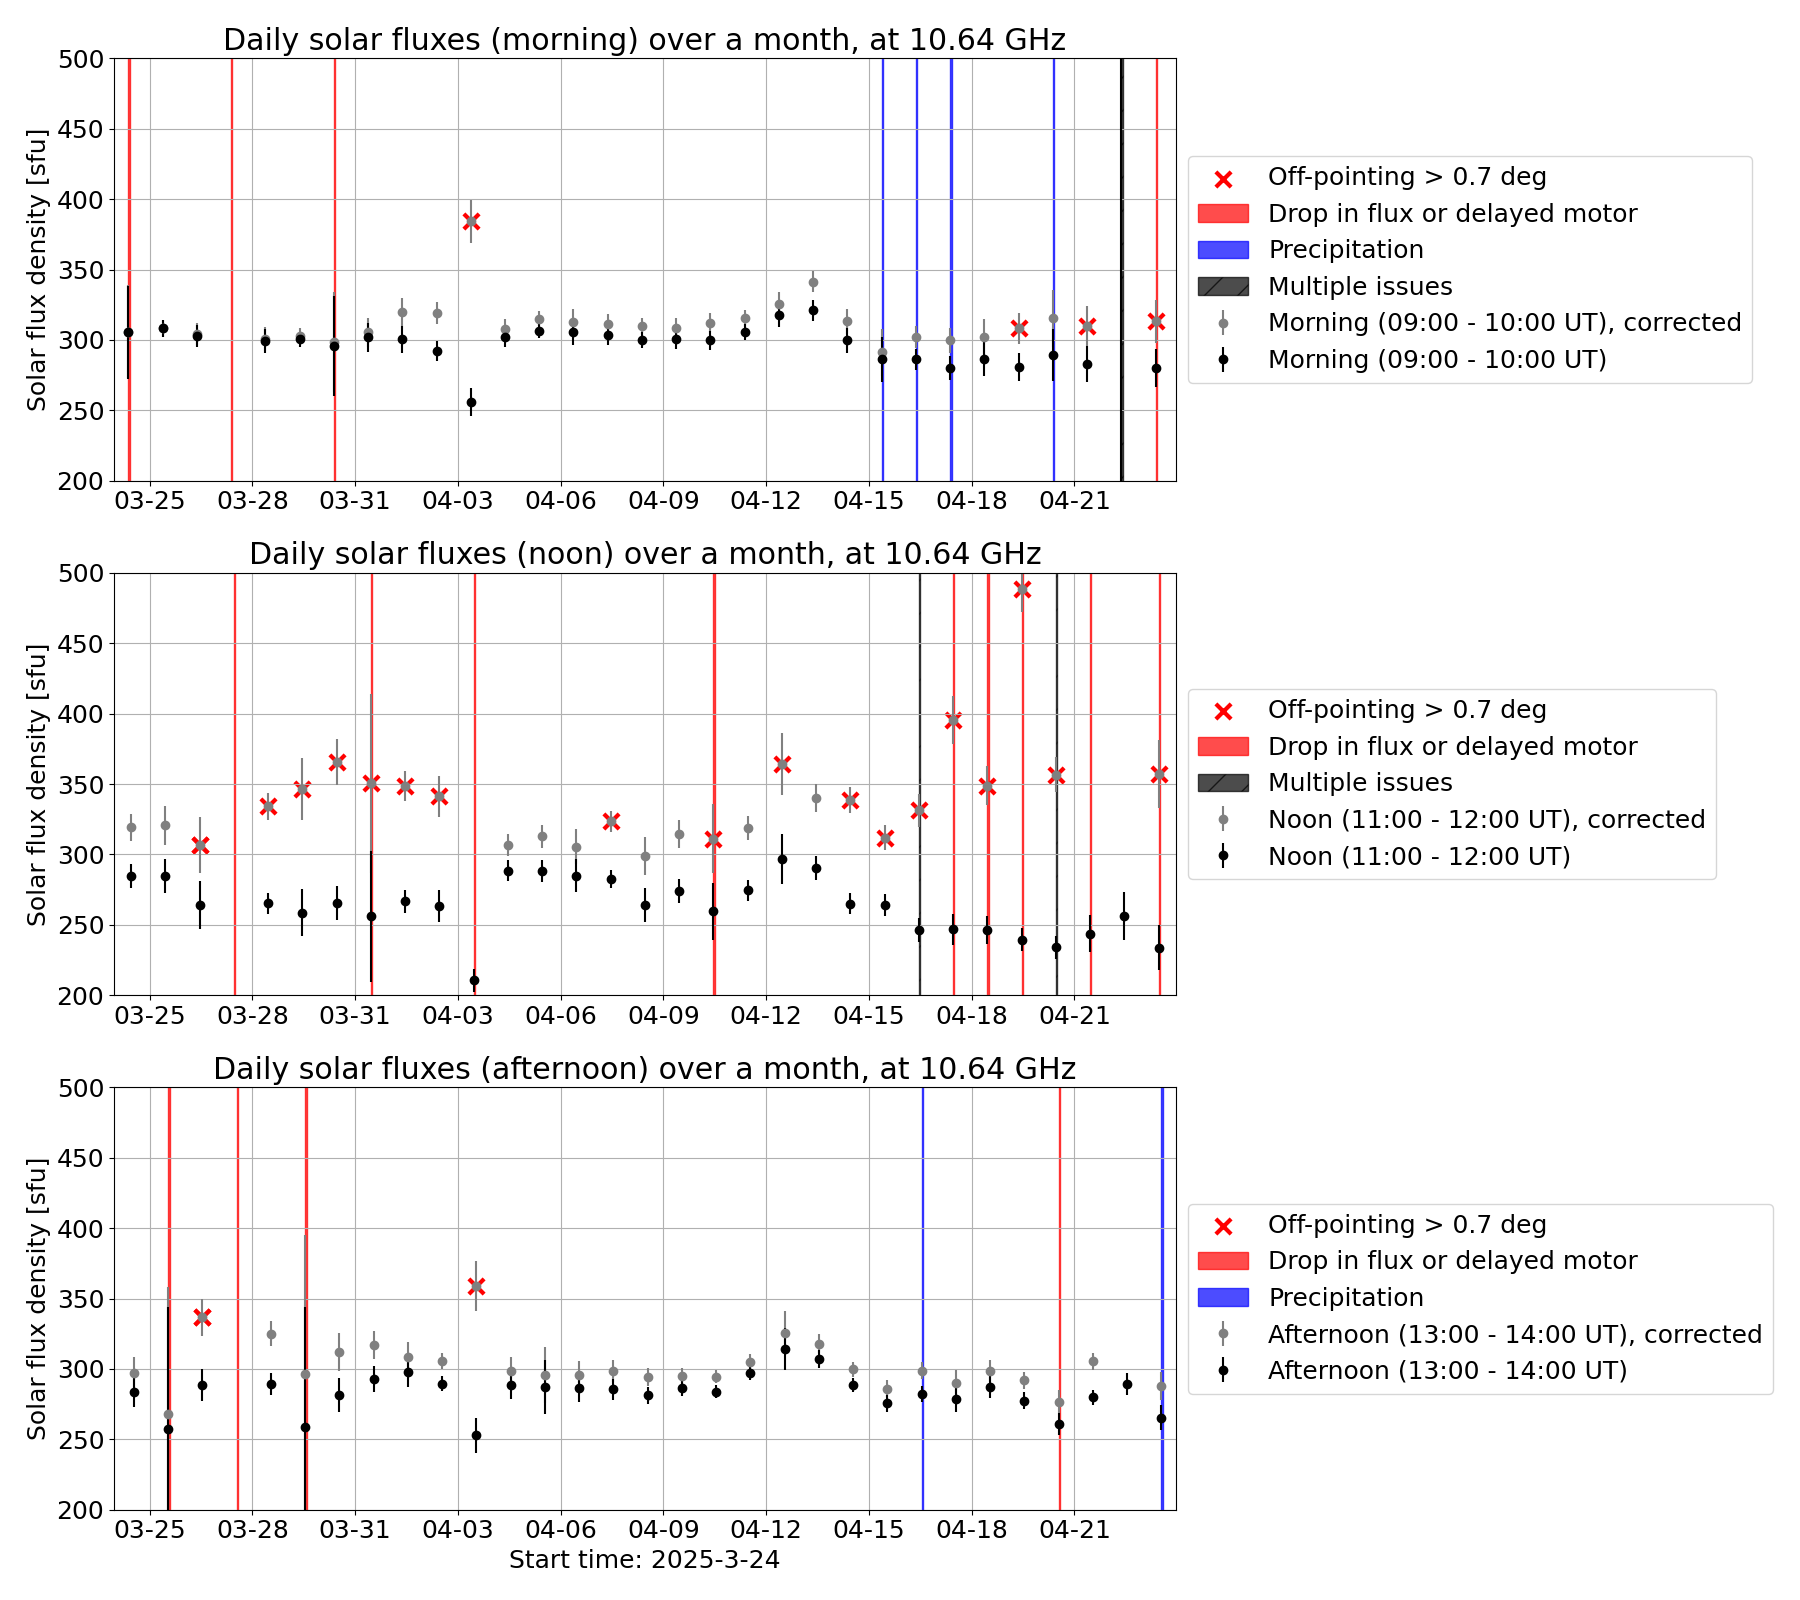 Daily solar fluxes (morning) over a month, at 10.64 GHz
Solar flux density [sfu]
500
450
400
350
300
250
200
03-25 03-28 03-31 04-03 04-06 04-09 04-12 04-15 04-18 04-21
Off-pointing > 0.7 deg
Drop in flux or delayed motor
Precipitation
Multiple issues
Morning (09:00 - 10:00 UT), corrected
Morning (09:00 - 10:00 UT)
Daily solar fluxes (noon) over a month, at 10.64 GHz
Solar flux density [sfu]
500
450
400
350
300
250
200
03-25 03-28 03-31 04-03 04-06 04-09 04-12 04-15 04-18 04-21
Off-pointing > 0.7 deg
Drop in flux or delayed motor
Multiple issues
Noon (11:00 - 12:00 UT), corrected
Noon (11:00 - 12:00 UT)
Daily solar fluxes (afternoon) over a month, at 10.64 GHz
Solar flux density [sfu]
500
450
400
350
300
250
200
03-25 03-28 03-31 04-03 04-06 04-09 04-12 04-15 04-18 04-21
Start time: 2025-3-24
Off-pointing > 0.7 deg
Drop in flux or delayed motor
Precipitation
Afternoon (13:00 - 14:00 UT), corrected
Afternoon (13:00 - 14:00 UT)